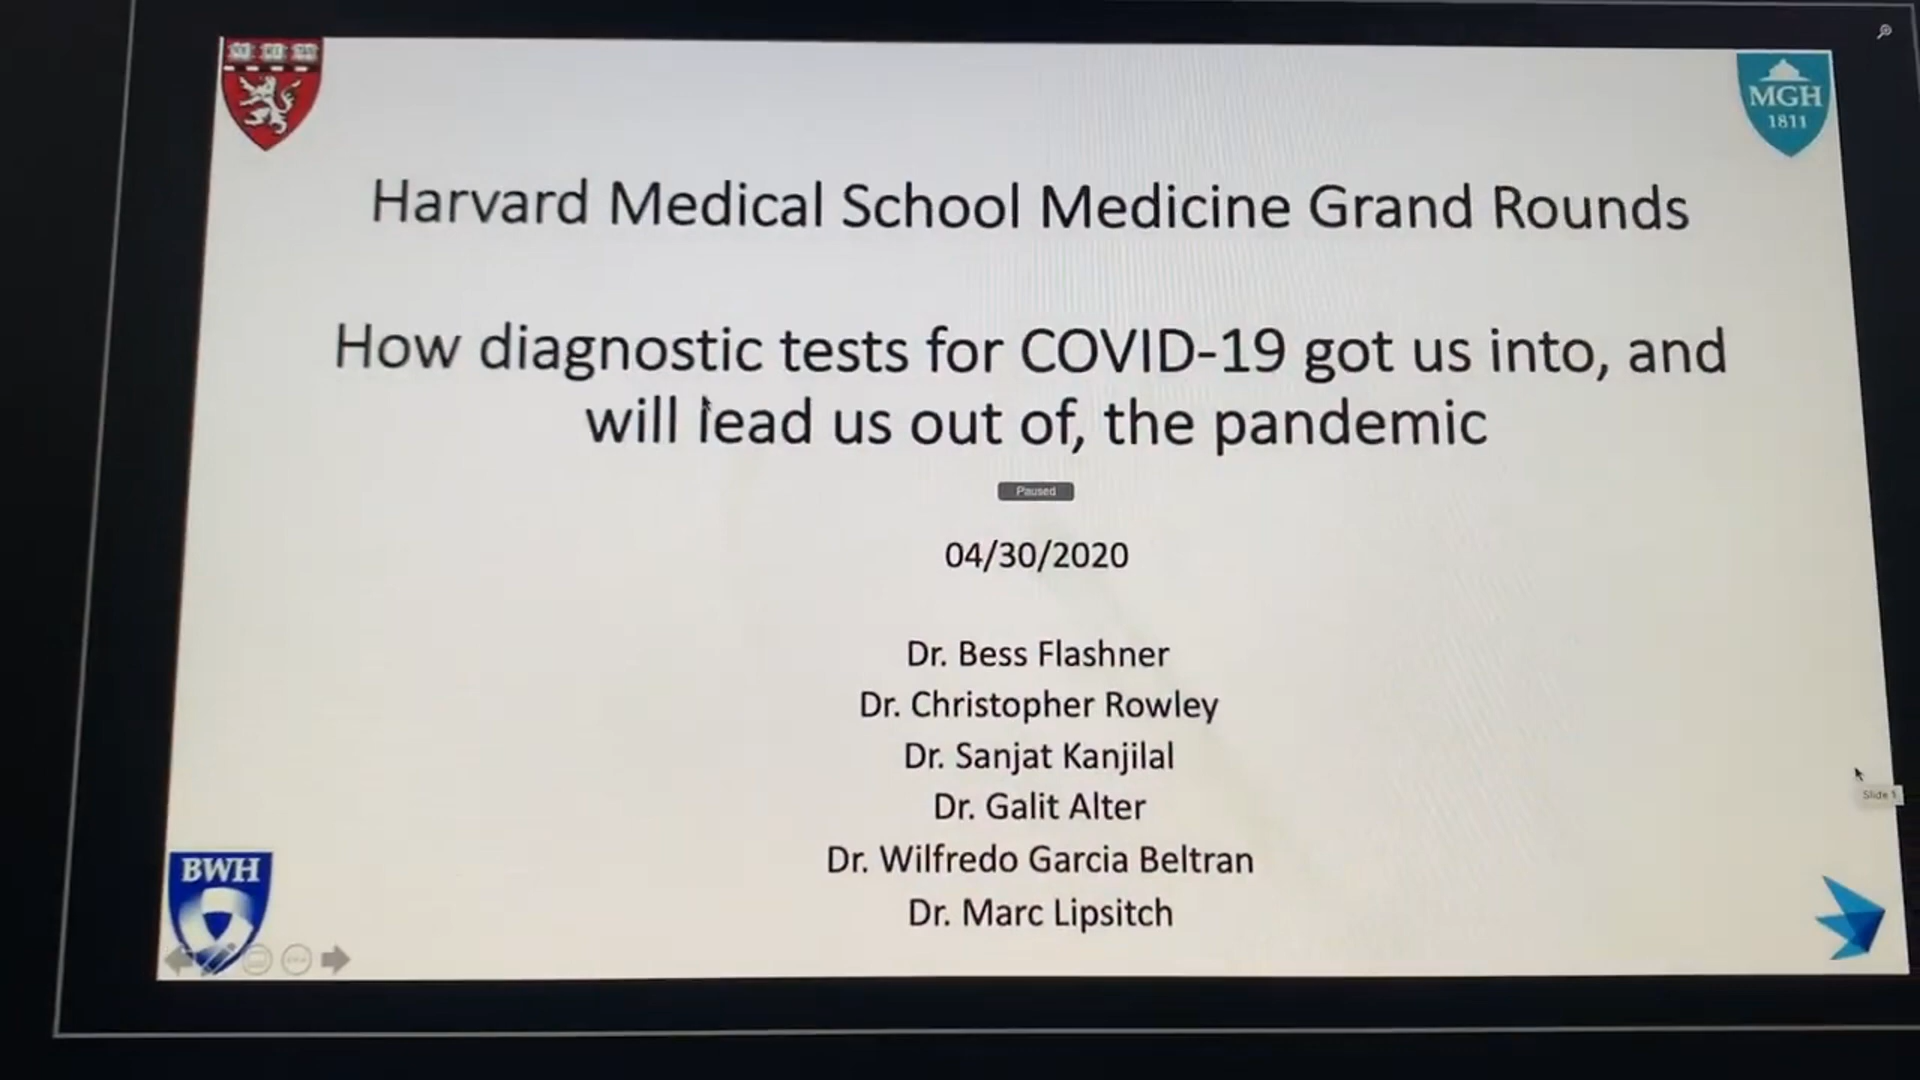 MGH
1811
Harvard Medical School Medicine Grand Rounds
How diagnostic tests for COVID-19 got us into, and
will lead us out of, the pandemic
Paused
04/30/2020
Dr. Bess Flashner
Dr. Christopher Rowley
Dr. Sanjat Kanjilal
Slide 1
Dr. Galit Alter
Dr. Wilfredo Garcia Beltran
Dr. Marc Lipsitch
BWH